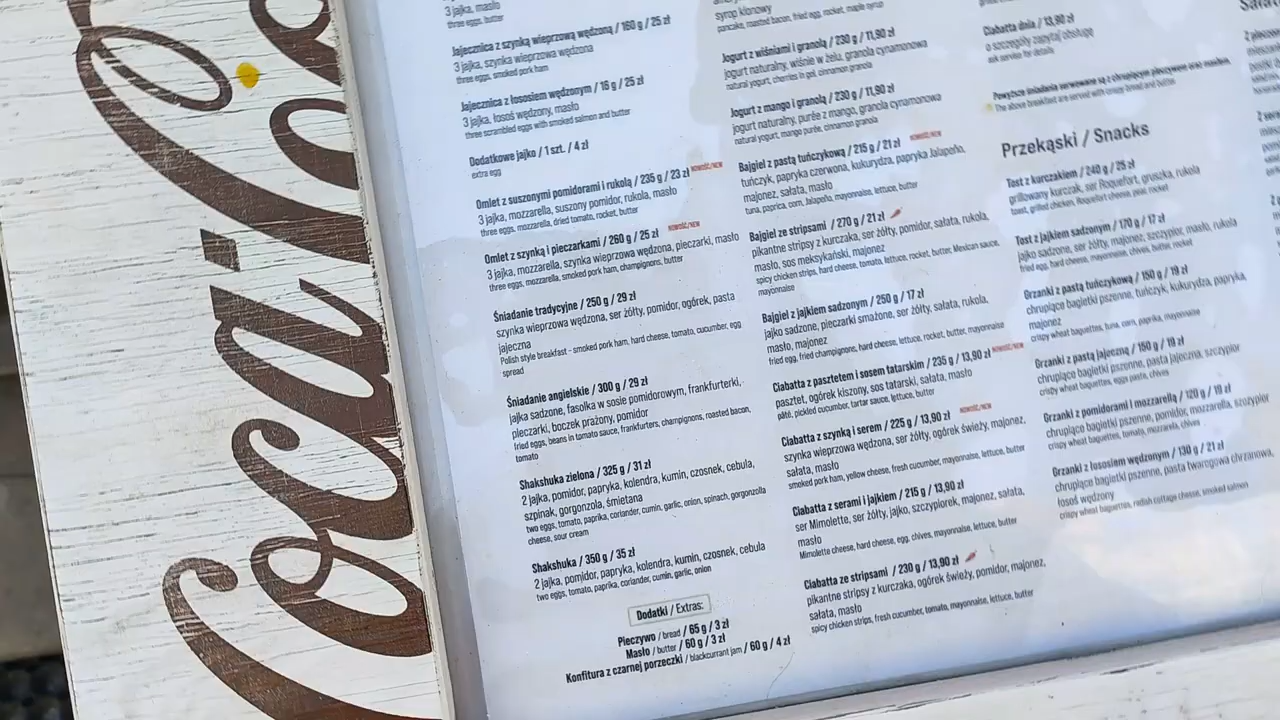 3 jajka, masło
three eggs, butter
Jajecznica z szynką wieprzową wędzoną / 160 g / 25 zł
3 jajka, szynka wieprzowa wędzona
three eggs, smoked pork ham
Jajecznica z łososiem wędzonym / 16 g / 25 zł
3 jajka, łosoś wędzony, masło
three scrambled eggs with smoked salmon and butter
Dodatkowe jajko / 1 szt. / 4 zł
extra egg
Omlet z suszonymi pomidorami i rukolą / 235 g / 23 zł NOWOŚĆ/NEW
3 jajka, mozzarella, suszony pomidor, rukola, masło
three eggs, mozzarella, dried tomato, rocket, butter
Omlet z szynką i pieczarkami / 260 g / 25 zł NOWOŚĆ/NEW
3 jajka, mozzarella, szynka wieprzowa wędzona, pieczarki, masło
three eggs, mozzarella, smoked pork ham, champignons, butter
Śniadanie tradycyjne / 250 g / 29 zł
szynka wieprzowa wędzona, ser żółty, pomidor, ogórek, pasta
jajeczna
Polish style breakfast - smoked pork ham, hard cheese, tomato, cucumber, egg
spread
Śniadanie angielskie / 300 g / 29 zł
jajka sadzone, fasolka w sosie pomidorowym, frankfurterki,
pieczarki, boczek prażony, pomidor
fried eggs, beans in tomato sauce, frankfurters, champignons, roasted bacon,
tomato
Shakshuka zielona / 325 g / 31 zł
2 jajka, pomidor, papryka, kolendra, kumin, czosnek, cebula,
szpinak, gorgonzola, śmietana
two eggs, tomato, paprika, coriander, cumin, garlic, onion, spinach, gorgonzolla
cheese, sour cream
Shakshuka / 350 g / 35 zł
2 jajka, pomidor, papryka, kolendra, kumin, czosnek, cebula
two eggs, tomato, paprika, coriander, cumin, garlic, onion
Dodatki / Extras:
Pieczywo / bread / 65 g / 3 zł
Masło / butter / 60 g / 3 zł
Konfitura z czarnej porzeczki / blackcurrant jam / 60 g / 4 zł
syrop klonowy
pancake, roasted bacon, fried egg, rocket, maple syrup
Jogurt z wiśniami i granolą / 230 g / 11,90 zł
jogurt naturalny, wiśnie w żelu, granola cynamonowa
natural yogurt, cherries in gel, cinnamon granola
Jogurt z mango i granolą / 230 g / 11,90 zł
jogurt naturalny, purée z mango, granola cynamonowa
natural yogurt, mango purée, cinnamon granola
Bajgiel z pastą tuńczykową / 215 g / 21 zł NOWOŚĆ/NEW
tuńczyk, papryka czerwona, kukurydza, papryka Jalapeño,
majonez, sałata, masło
tuna, paprica, corn, Jalapeño, mayonnaise, lettuce, butter
Bajgiel ze stripsami / 270 g / 21 zł
pikantne stripsy z kurczaka, ser żółty, pomidor, sałata, rukola,
masło, sos meksykański, majonez
spicy chicken strips, hard cheese, tomato, lettuce, rocket, butter, Mexican sauce,
mayonnaise
Bajgiel z jajkiem sadzonym / 250 g / 17 zł
jajko sadzone, pieczarki smażone, ser żółty, sałata, rukola,
masło, majonez
fried egg, fried champignons, hard cheese, lettuce, rocket, butter, mayonnaise
Ciabatta z pasztetem i sosem tatarskim / 235 g / 13,90 zł NOWOŚĆ/NEW
pasztet, ogórek kiszony, sos tatarski, sałata, masło
pâté, pickled cucumber, tartar sauce, lettuce, butter
Ciabatta z szynką i serem / 225 g / 13,90 zł NOWOŚĆ/NEW
szynka wieprzowa wędzona, ser żółty, ogórek świeży, majonez,
sałata, masło
smoked pork ham, yellow cheese, fresh cucumber, mayonnaise, lettuce, butter
Ciabatta z serami i jajkiem / 215 g / 13,90 zł
ser Mimolette, ser żółty, jajko, szczypiorek, majonez, sałata,
masło
Mimolette cheese, hard cheese, egg, chives, mayonnaise, lettuce, butter
Ciabatta ze stripsami / 230 g / 13,90 zł
pikantne stripsy z kurczaka, ogórek świeży, pomidor, majonez,
sałata, masło
spicy chicken strips, fresh cucumber, tomato, mayonnaise, lettuce, butter
Ciabatta dnia / 13,90 zł
o szczegóły zapytaj obsługę
ask service for details
Powyższe śniadania serwowane są z chrupiącym pieczywem oraz masłem.
The above breakfast are served with crispy bread and butter
Przekąski / Snacks
Tost z kurczakiem / 240 g / 25 zł
grillowany kurczak, ser Roquefort, gruszka, rukola
toast, grilled chicken, Roquefort cheese, pear, rocket
Tost z jajkiem sadzonym / 170 g / 17 zł
jajko sadzone, ser żółty, majonez, szczypior, masło, rukola
fried egg, hard cheese, mayonnaise, chives, butter, rocket
Grzanki z pastą tuńczykową / 150 g / 19 zł
chrupiące bagietki pszenne, tuńczyk, kukurydza, papryka,
majonez
crispy wheat baguettes, tuna, corn, paprika, mayonnaise
Grzanki z pastą jajeczną / 150 g / 19 zł
chrupiące bagietki pszenne, pasta jajeczna, szczypior
crispy wheat baguettes, eggs paste, chives
Grzanki z pomidorami i mozzarellą / 120 g / 19 zł
chrupiące bagietki pszenne, pomidor, mozzarella, szczypior
crispy wheat baguettes, tomato, mozzarella, chives
Grzanki z łososiem wędzonym / 130 g / 21 zł
chrupiące bagietki pszenne, pasta twarogowa chrzanowa,
łosoś wędzony
crispy wheat baguettes, radish cottage cheese, smoked salmon